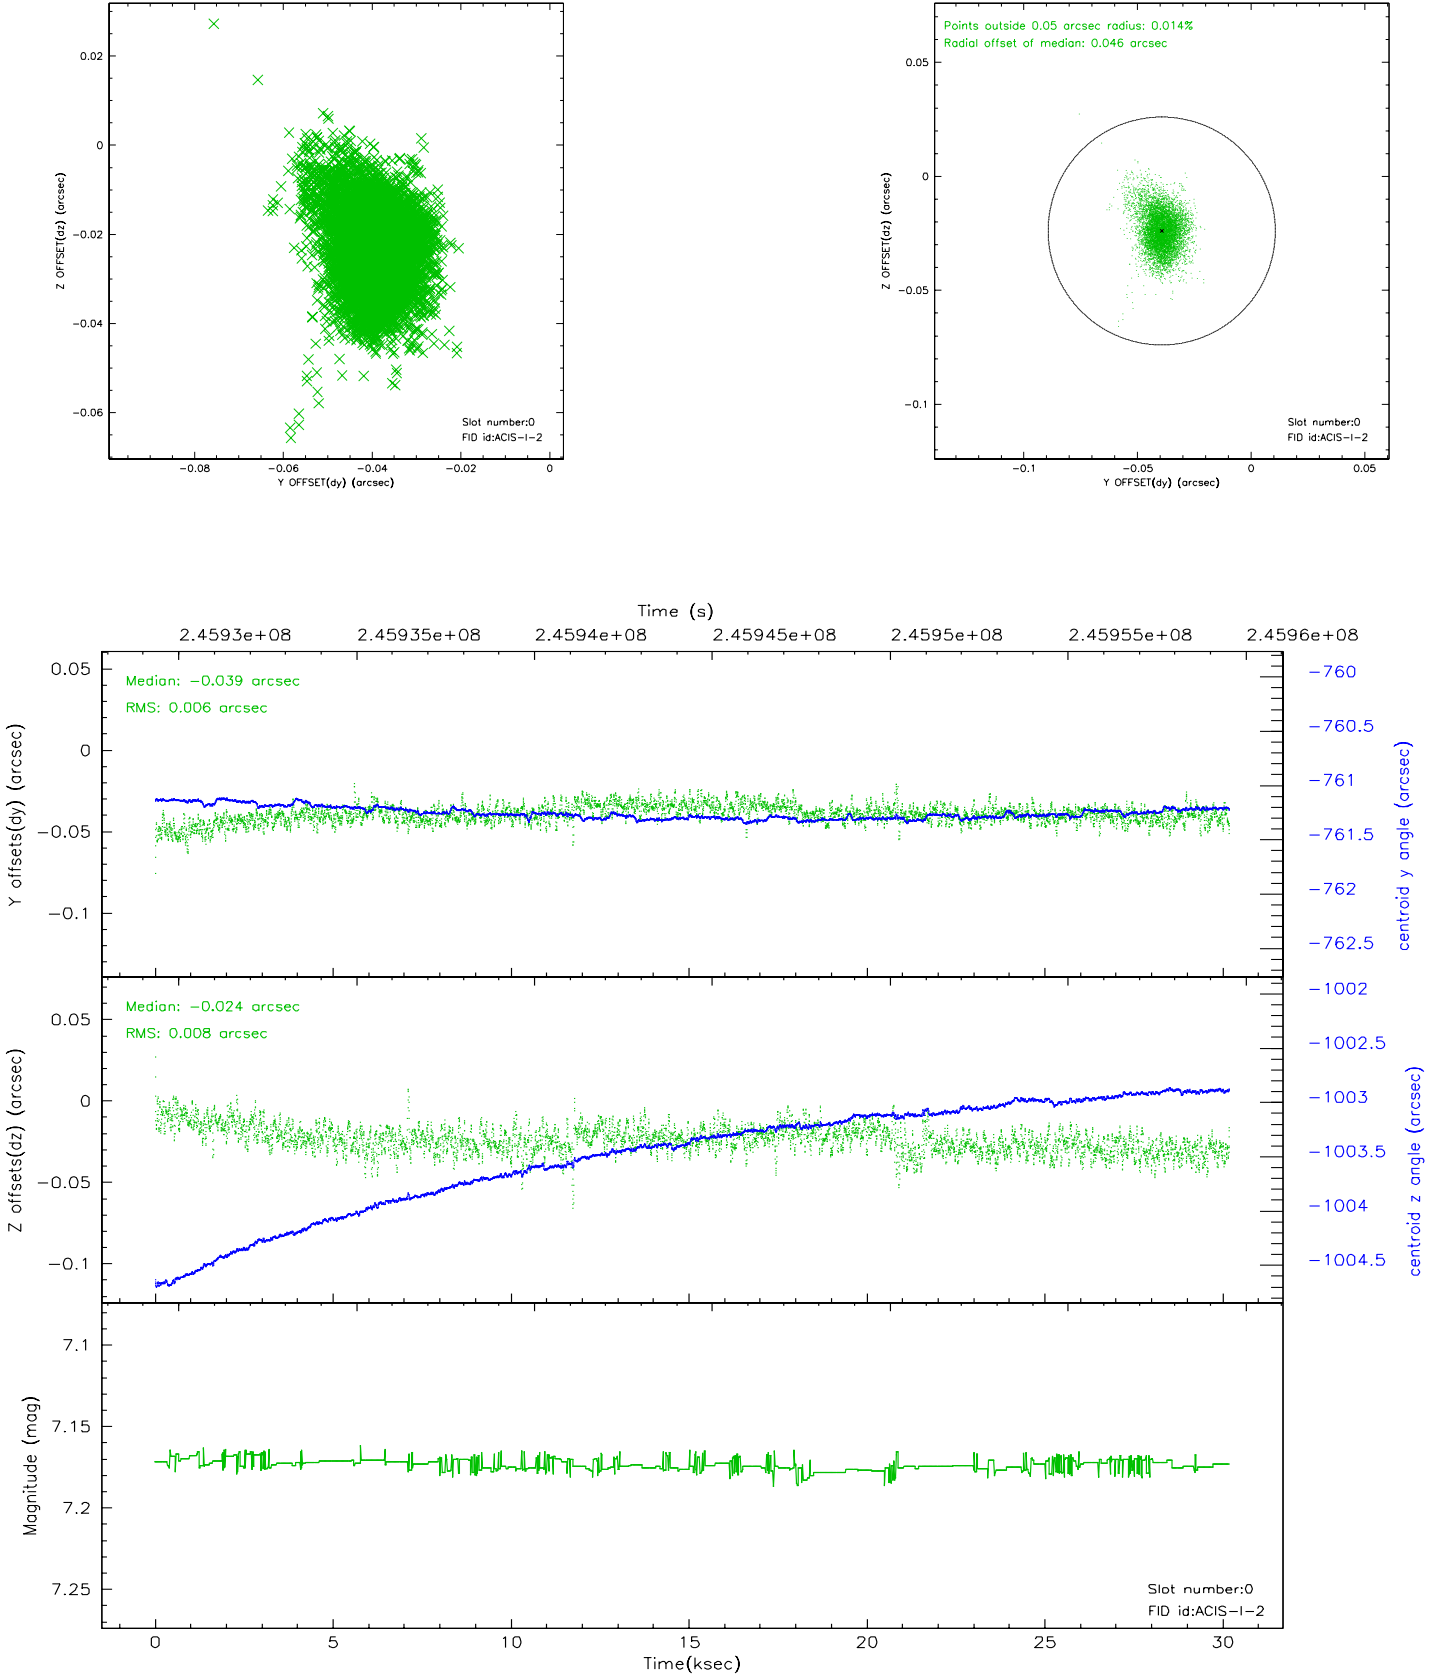 0.02
0
-0.02
-0.04
-0.06
Z OFFSET(dz) (arcsec)
Slot number:0
FID id:ACIS-I-2
-0.08 -0.06 -0.04 -0.02 0
Y OFFSET(dy) (arcsec)
Points outside 0.05 arcsec radius: 0.014%
Radial offset of median: 0.046 arcsec
0.05
0
-0.05
-0.1
Z OFFSET(dz) (arcsec)
Slot number:0
FID id:ACIS-I-2
-0.1 -0.05 0 0.05
Y OFFSET(dy) (arcsec)
Time (s)
2.4593e+08 2.45935e+08 2.4594e+08 2.45945e+08 2.4595e+08 2.45955e+08 2.4596e+08
Median: -0.039 arcsec
RMS: 0.006 arcsec
0.05
0
-0.05
-0.1
Y offsets(dy) (arcsec)
-760
-760.5
-761
-761.5
-762
-762.5
centroid y angle (arcsec)
Median: -0.024 arcsec
RMS: 0.008 arcsec
0.05
0
-0.05
-0.1
Z offsets(dz) (arcsec)
-1002
-1002.5
-1003
-1003.5
-1004
-1004.5
centroid z angle (arcsec)
7.1
7.15
7.2
7.25
Magnitude (mag)
Slot number:0
FID id:ACIS-I-2
0 5 10 15 20 25 30
Time(ksec)